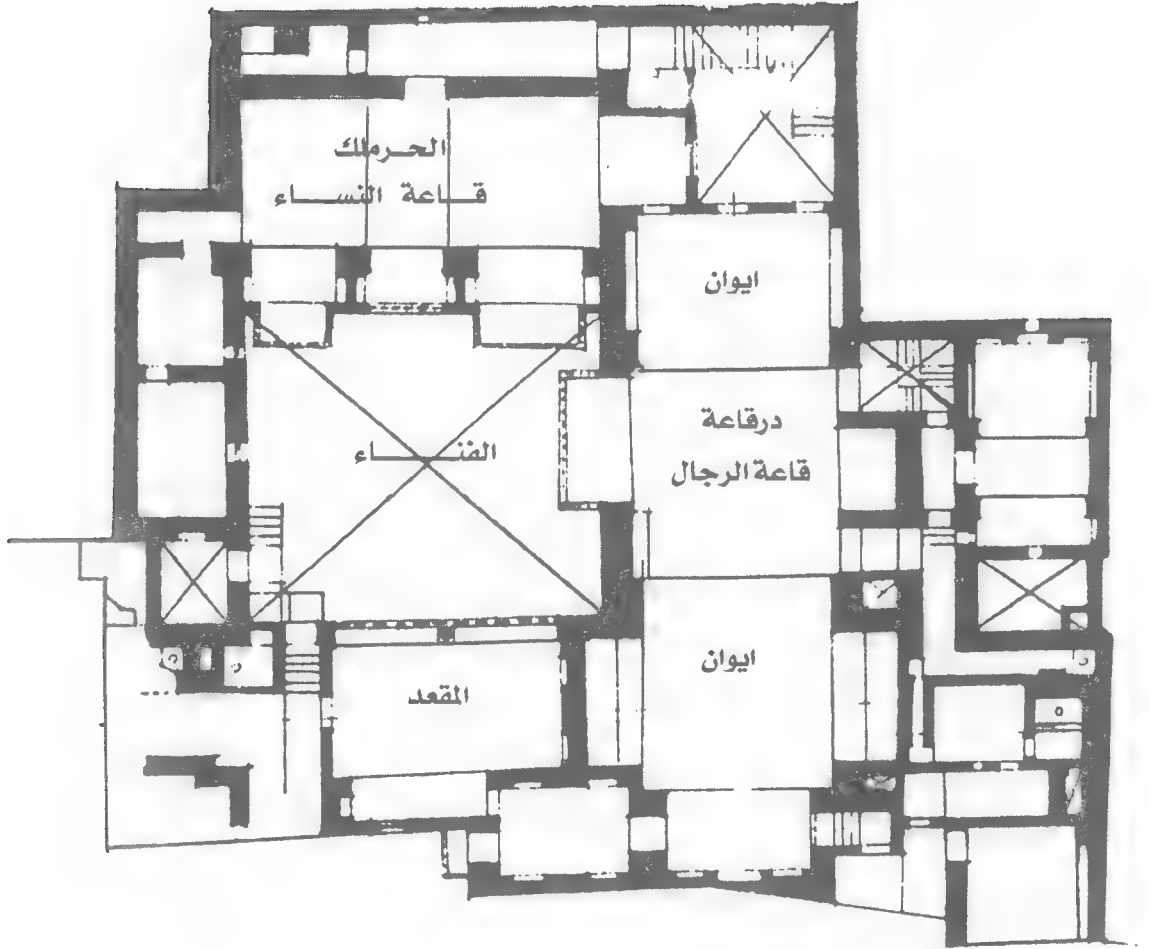 الحرملك
قاعة النساء
ايوان
درقاعة
قاعة الرجال
الفناء
ايوان
المقعد